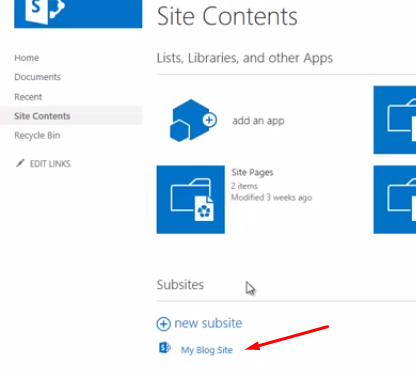 Site Contents
Home
Documents
Recent
Site Contents
Recycle Bin
EDIT LINKS
Lists, Libraries, and other Apps
add an app
Site Pages
2 items
Modified 3 weeks ago
Subsites
new subsite
My Blog Site